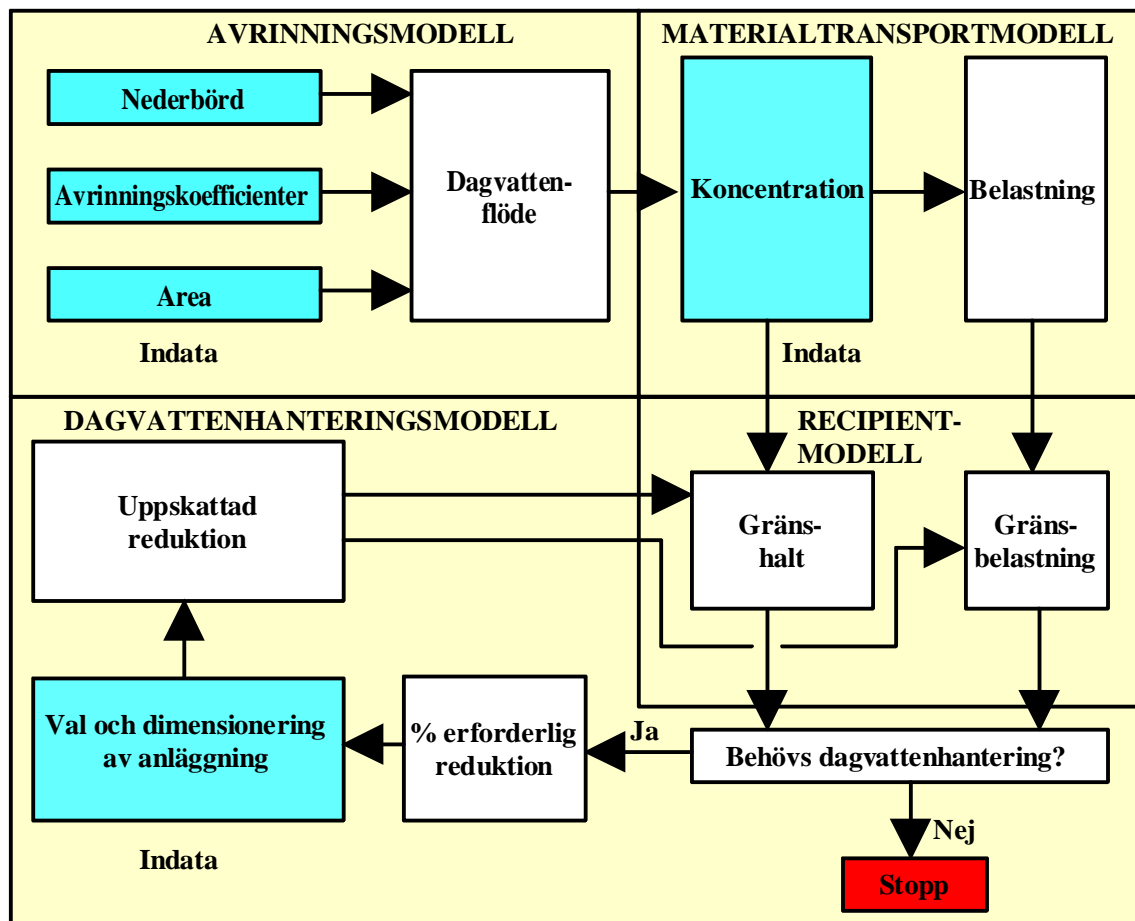 AVRINNINGSMODELL
Nederbörd
Avrinningskoefficienter
Area
Indata
Dagvatten-
flöde
MATERIALTRANSPORTMODELL
Koncentration
Belastning
Indata
DAGVATTENHANTERINGSMODELL
Uppskattad
reduktion
RECIPIENT-
MODELL
Gräns-
halt
Gräns-
belastning
Val och dimensionering
av anläggning
Indata
% erforderlig
reduktion
Ja
Behövs dagvattenhantering?
Nej
Stopp